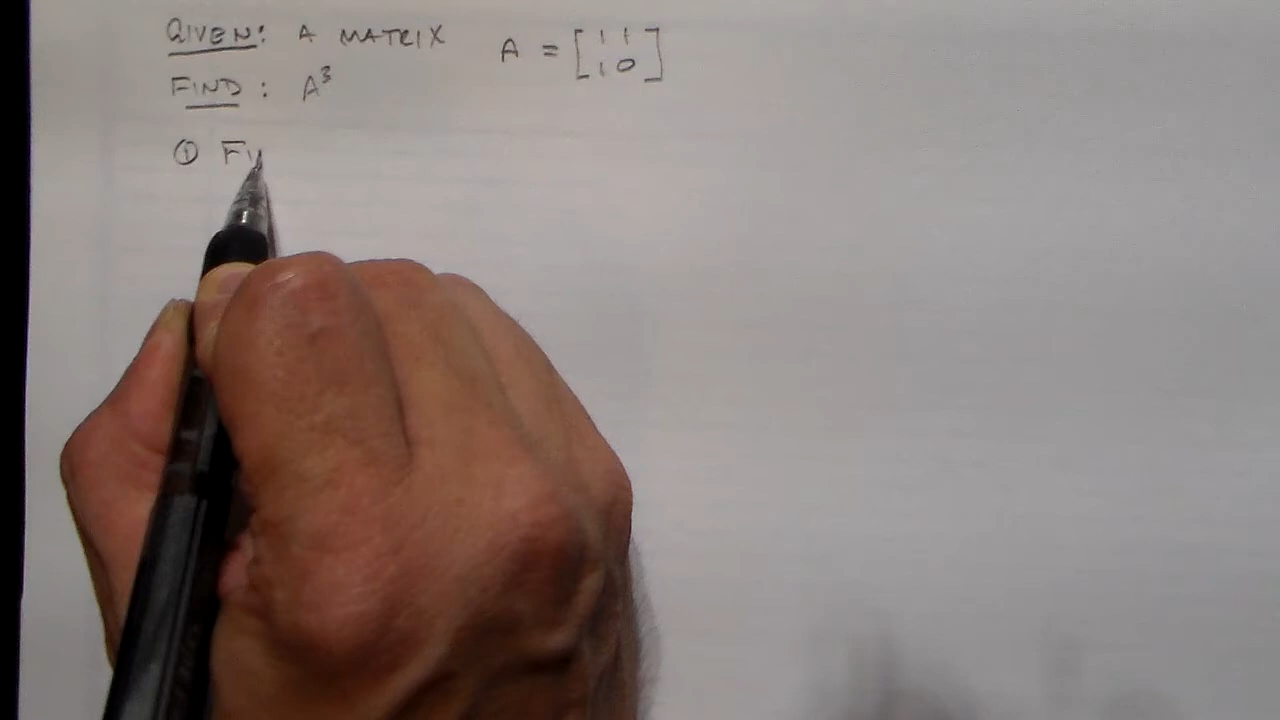 GIVEN: A MATRIX A = [1 1
1 0]
FIND: A³
①